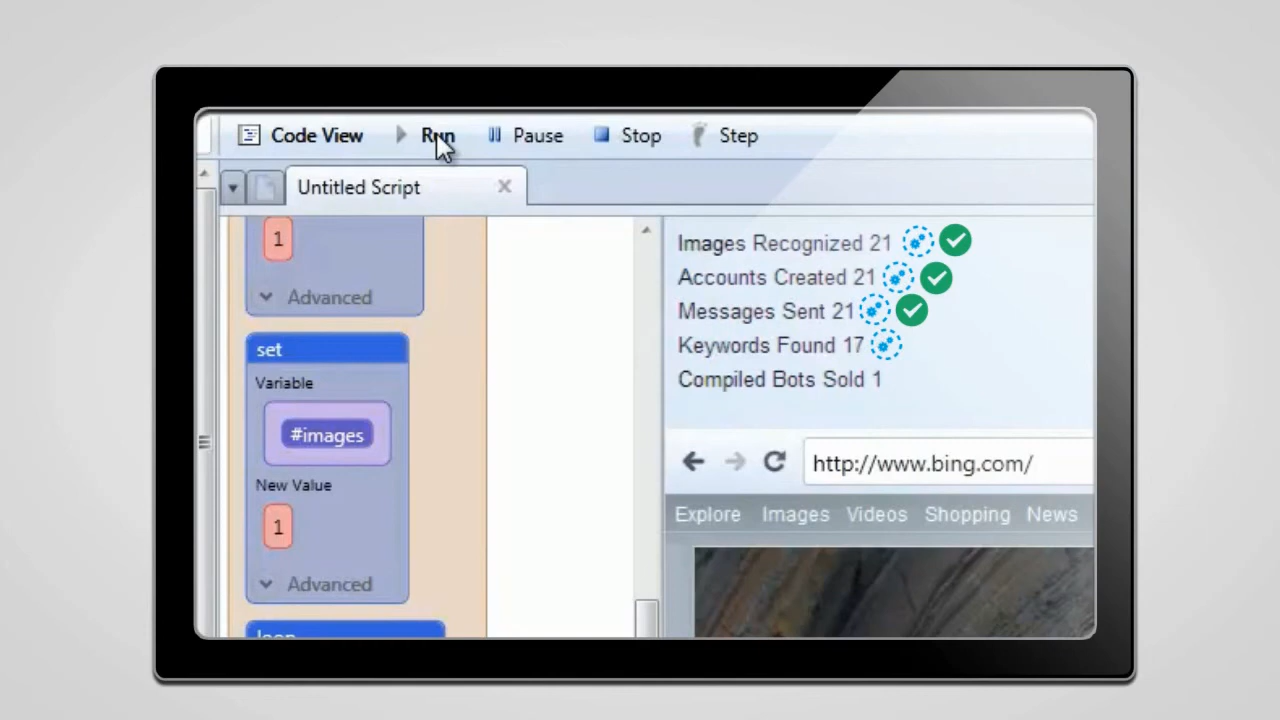 Code View Run Pause Stop Step
Untitled Script
1
Advanced
set
Variable
#images
New Value
1
Advanced
loop
Images Recognized 21
Accounts Created 21
Messages Sent 21
Keywords Found 17
Compiled Bots Sold 1
http://www.bing.com/
Explore Images Videos Shopping News